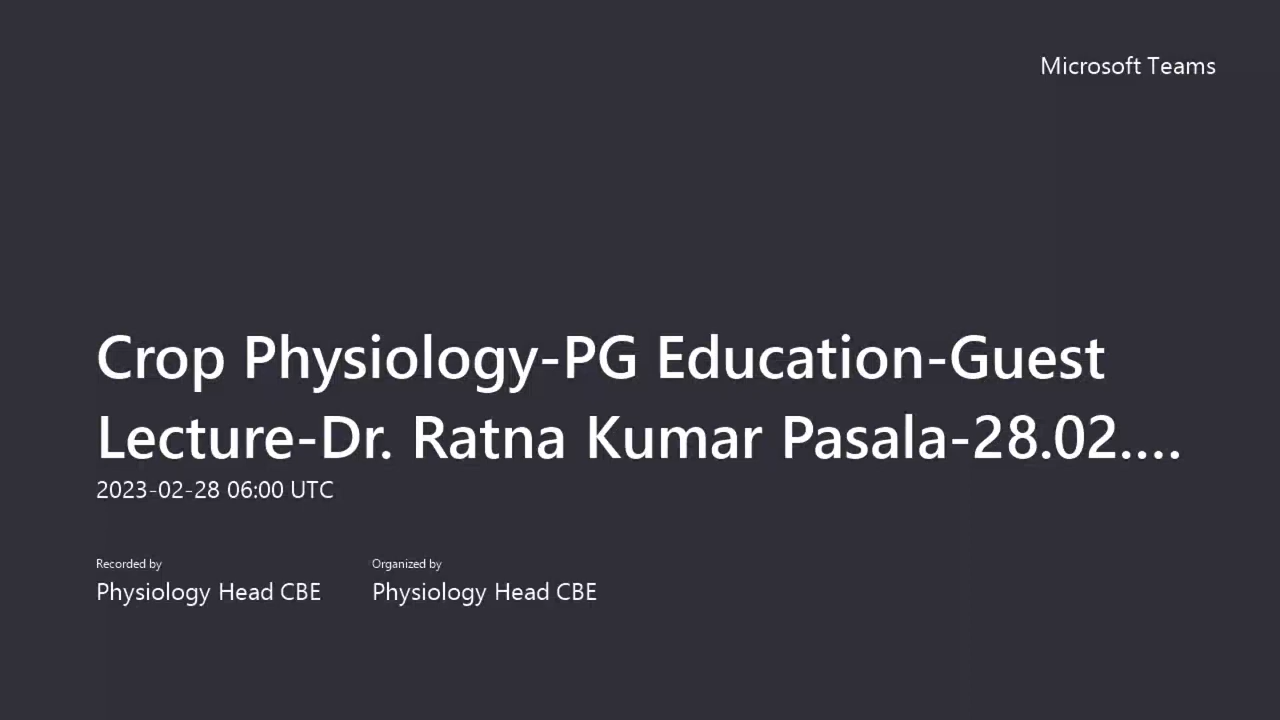 Microsoft Teams
Crop Physiology-PG Education-Guest
Lecture-Dr. Ratna Kumar Pasala-28.02....
2023-02-28 06:00 UTC
Recorded by
Physiology Head CBE
Organized by
Physiology Head CBE